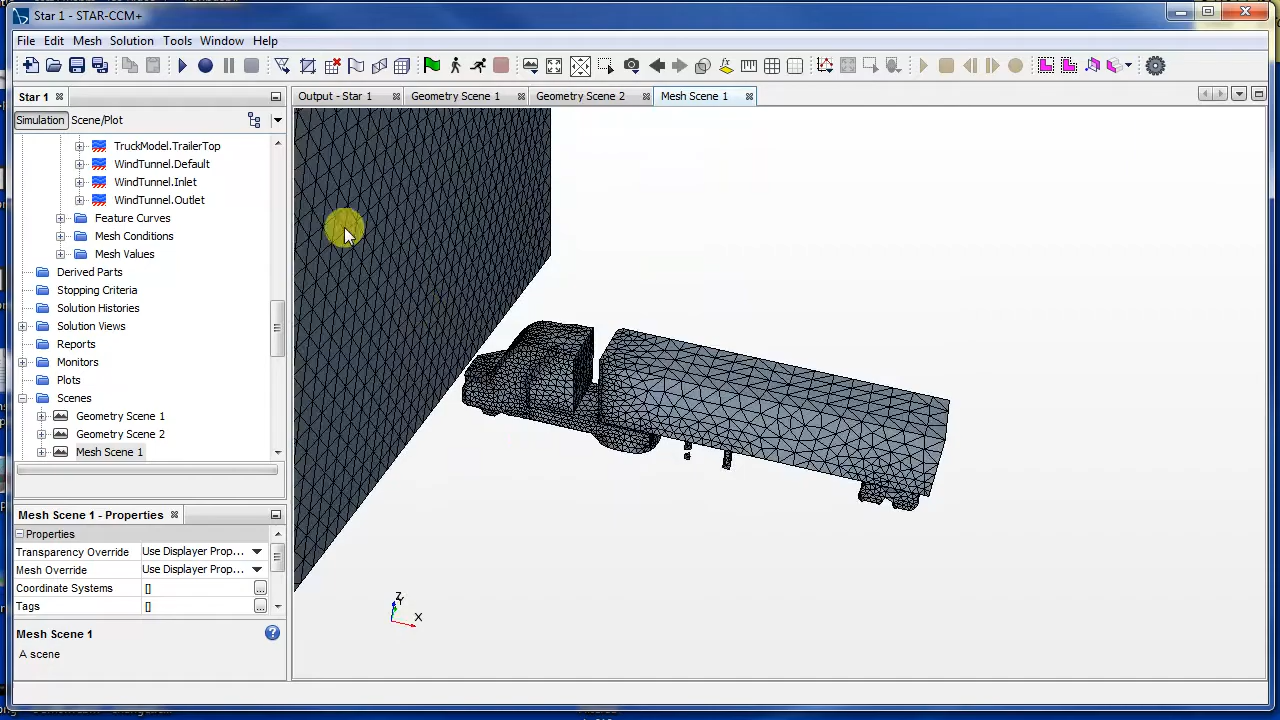 Star 1 - STAR-CCM+
File Edit Mesh Solution Tools Window Help
Star 1
Output - Star 1 Geometry Scene 1 Geometry Scene 2 Mesh Scene 1
Simulation Scene/Plot
TruckModel.TrailerTop
WindTunnel.Default
WindTunnel.Inlet
WindTunnel.Outlet
Feature Curves
Mesh Conditions
Mesh Values
Derived Parts
Stopping Criteria
Solution Histories
Solution Views
Reports
Monitors
Plots
Scenes
Geometry Scene 1
Geometry Scene 2
Mesh Scene 1
Mesh Scene 1 - Properties
Properties
Transparency Override Use Displayer Prop...
Mesh Override Use Displayer Prop...
Coordinate Systems []
Tags []
Mesh Scene 1
A scene
Z
Y
X